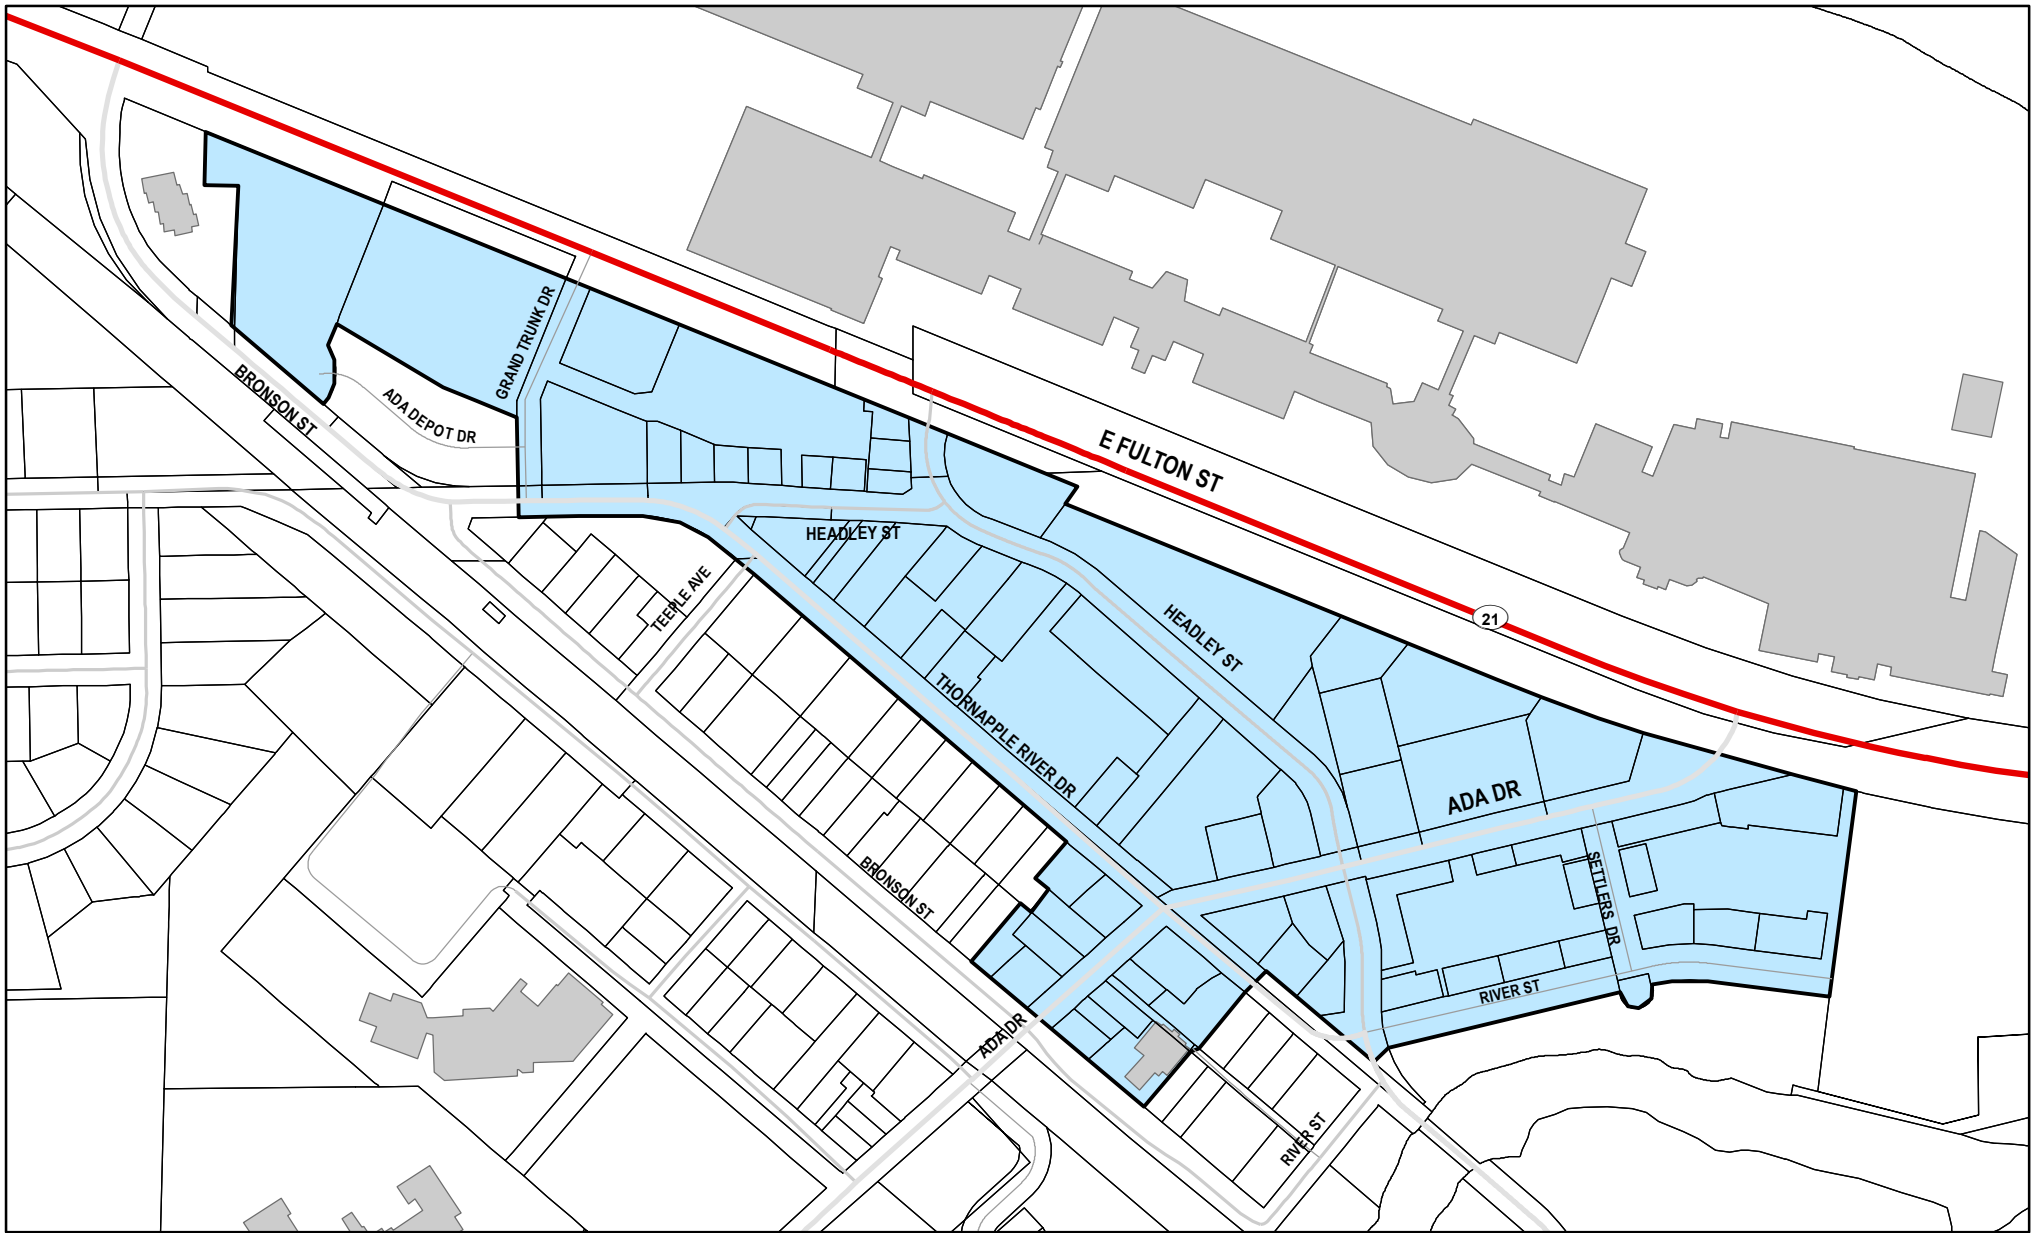 GRAND TRUNK DR
BRONSON ST
ADA DEPOT DR
E FULTON ST
HEADLEY ST
TEEPLE AVE
HEADLEY ST
21
THORNAPPLE RIVER DR
ADA DR
BRONSON ST
SETTLERS DR
RIVER ST
ADA DR
RIVER ST